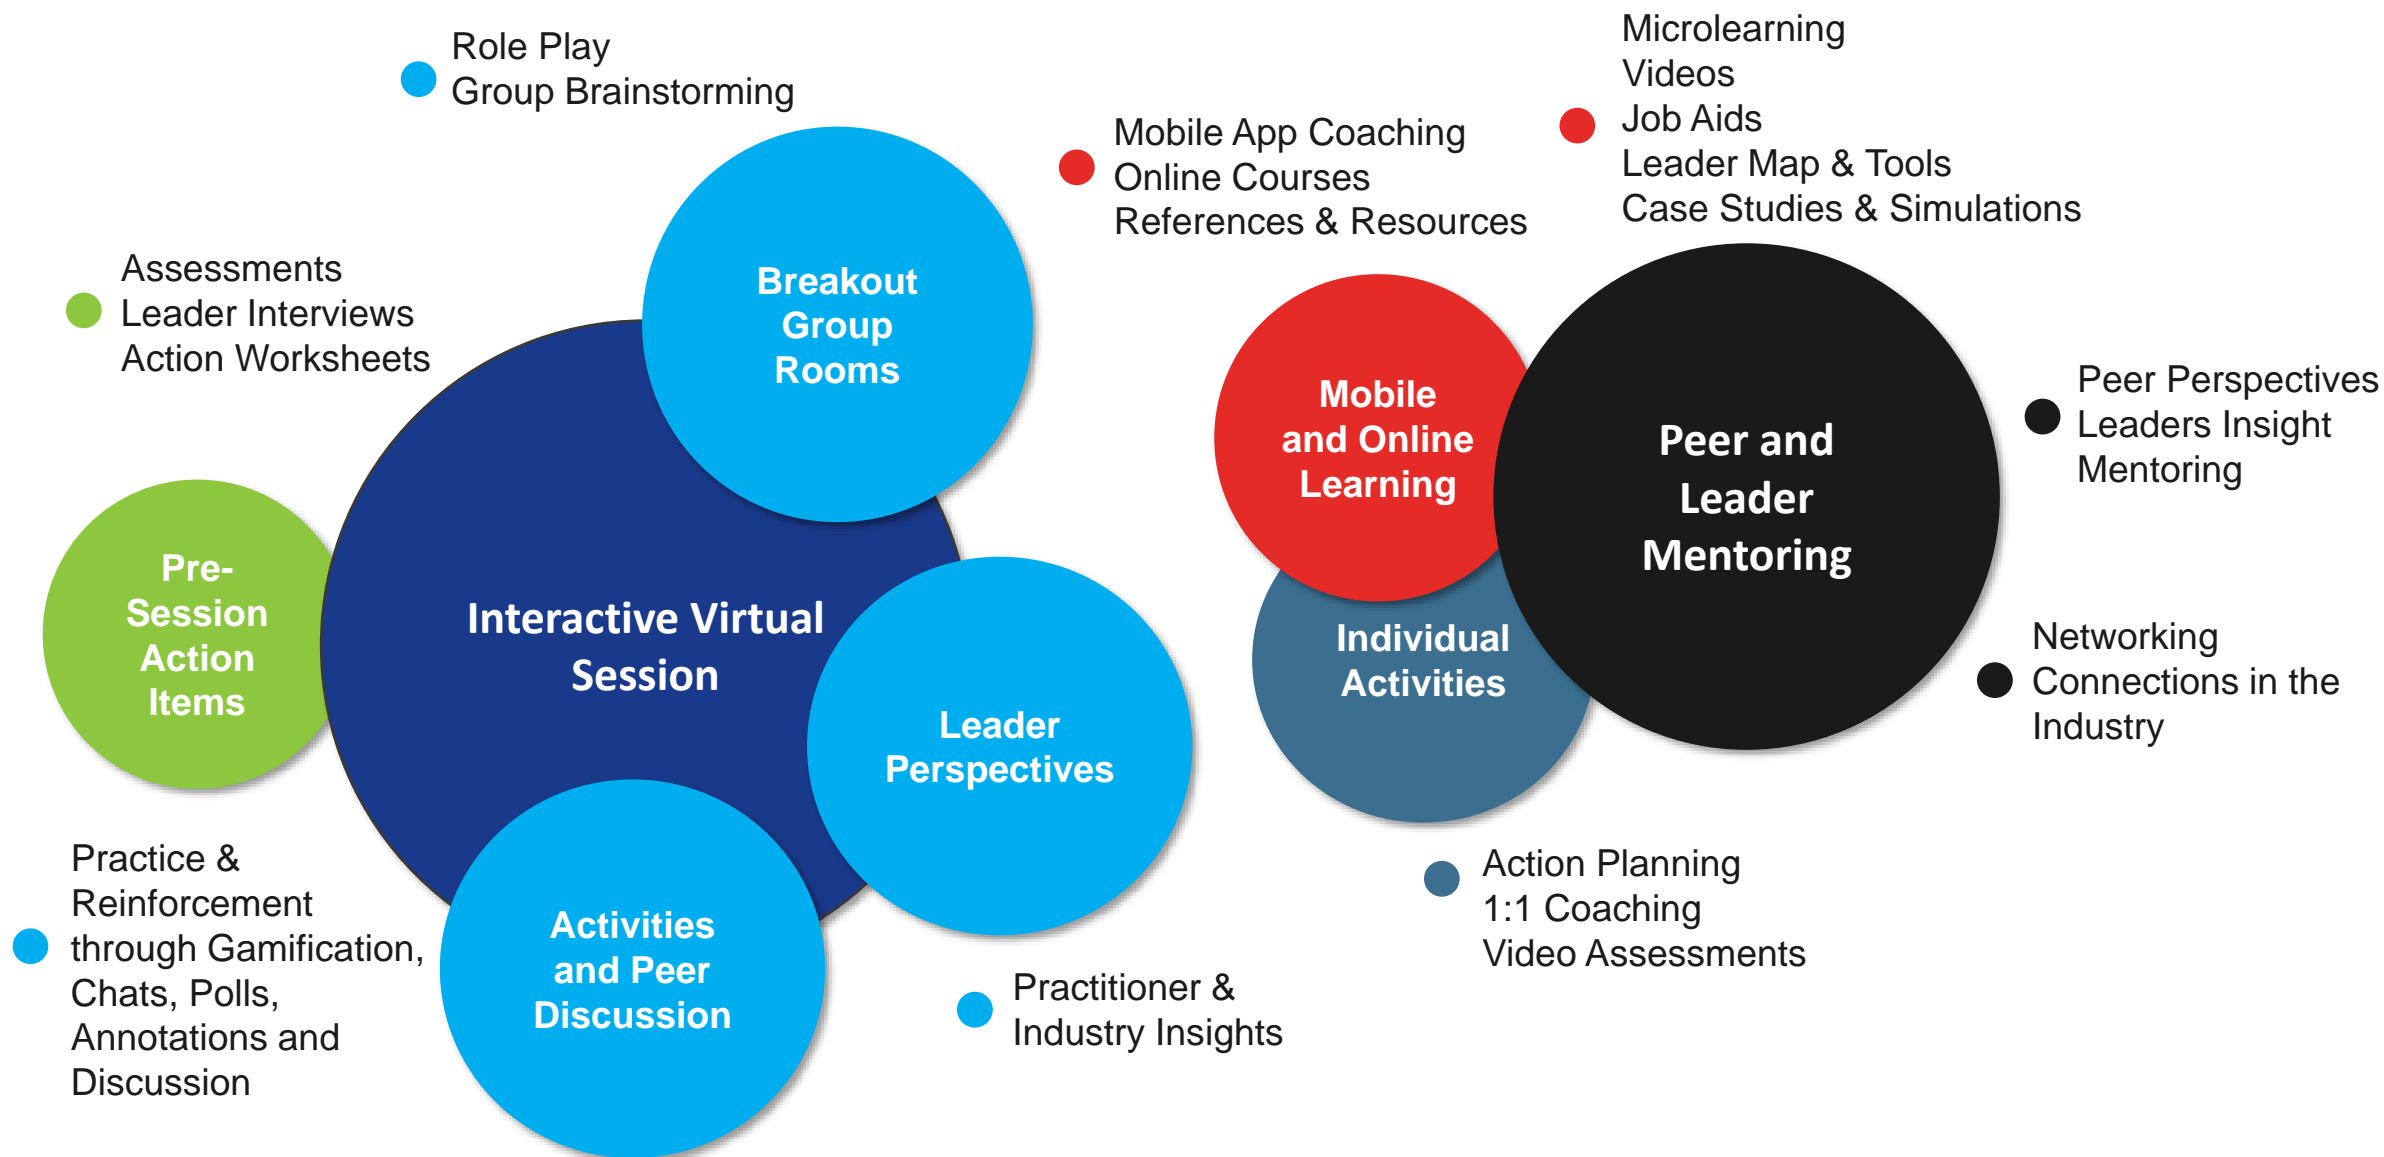 Role Play
Group Brainstorming
Microlearning
Videos
Job Aids
Leader Map & Tools
Case Studies & Simulations
Mobile App Coaching
Online Courses
References & Resources
Assessments
Leader Interviews
Action Worksheets
Breakout
Group
Rooms
Mobile
and Online
Learning
Peer and
Leader
Mentoring
Peer Perspectives
Leaders Insight
Mentoring
Pre-
Session
Action
Items
Interactive Virtual
Session
Individual
Activities
Networking
Connections in the
Industry
Leader
Perspectives
Practice &
Reinforcement
through Gamification,
Chats, Polls,
Annotations and
Discussion
Activities
and Peer
Discussion
Action Planning
1:1 Coaching
Video Assessments
Practitioner &
Industry Insights